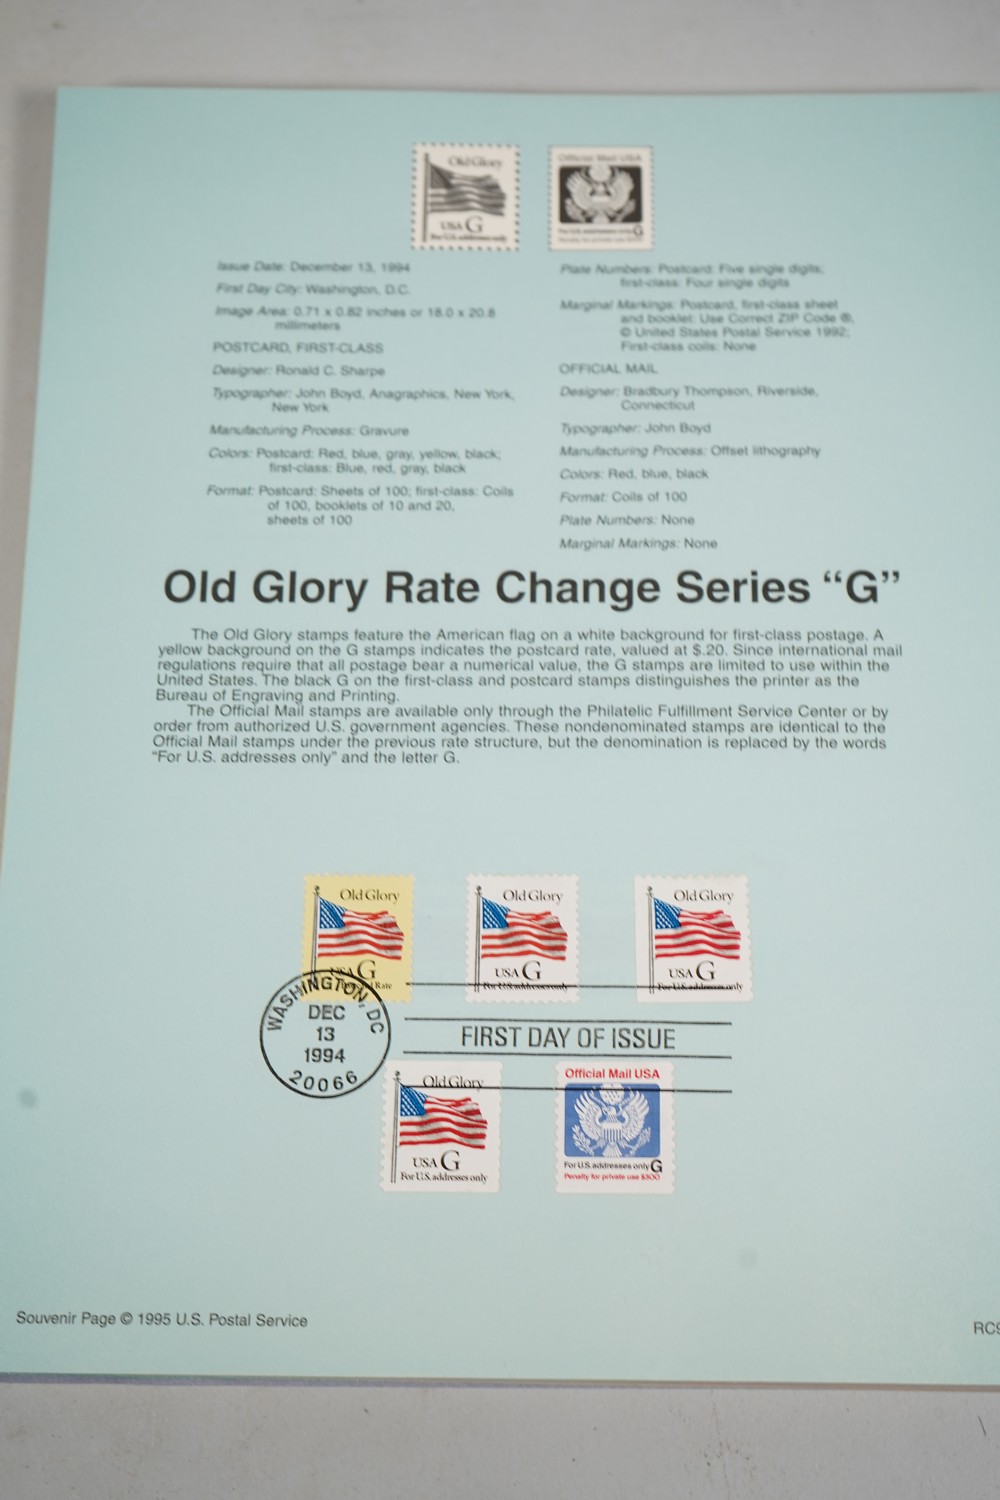 Old Glory
USA G
For U.S. addresses only
Official Mail USA
For U.S. addresses only G
Issue Date: December 13, 1994
First Day City: Washington, D.C.
Image Area: 0.71 x 0.82 inches or 18.0 x 20.8
millimeters
POSTCARD, FIRST-CLASS
Designer: Ronald C. Sharpe
Typographer: John Boyd, Anagraphics, New York,
New York
Manufacturing Process: Gravure
Colors: Postcard: Red, blue, gray, yellow, black;
first-class: Blue, red, gray, black
Format: Postcard: Sheets of 100; first-class: Coils
of 100, booklets of 10 and 20,
sheets of 100
Plate Numbers: Postcard: Five single digits;
first-class: Four single digits
Marginal Markings: Postcard, first-class sheet
and booklet: Use Correct ZIP Code ®,
© United States Postal Service 1992;
First-class coils: None
OFFICIAL MAIL
Designer: Bradbury Thompson, Riverside,
Connecticut
Typographer: John Boyd
Manufacturing Process: Offset lithography
Colors: Red, blue, black
Format: Coils of 100
Plate Numbers: None
Marginal Markings: None
Old Glory Rate Change Series “G”
The Old Glory stamps feature the American flag on a white background for first-class postage. A
yellow background on the G stamps indicates the postcard rate, valued at $.20. Since international mail
regulations require that all postage bear a numerical value, the G stamps are limited to use within the
United States. The black G on the first-class and postcard stamps distinguishes the printer as the
Bureau of Engraving and Printing.
The Official Mail stamps are available only through the Philatelic Fulfillment Service Center or by
order from authorized U.S. government agencies. These nondenominated stamps are identical to the
Official Mail stamps under the previous rate structure, but the denomination is replaced by the words
“For U.S. addresses only” and the letter G.
Old Glory
USA G
Rate
Old Glory
USA G
For U.S. addresses only
Old Glory
USA G
For U.S. addresses only
WASHINGTON, DC
DEC
13
1994
20066
FIRST DAY OF ISSUE
Old Glory
USA G
For U.S. addresses only
Official Mail USA
For U.S. addresses only G
Penalty for private use $300
Souvenir Page © 1995 U.S. Postal Service